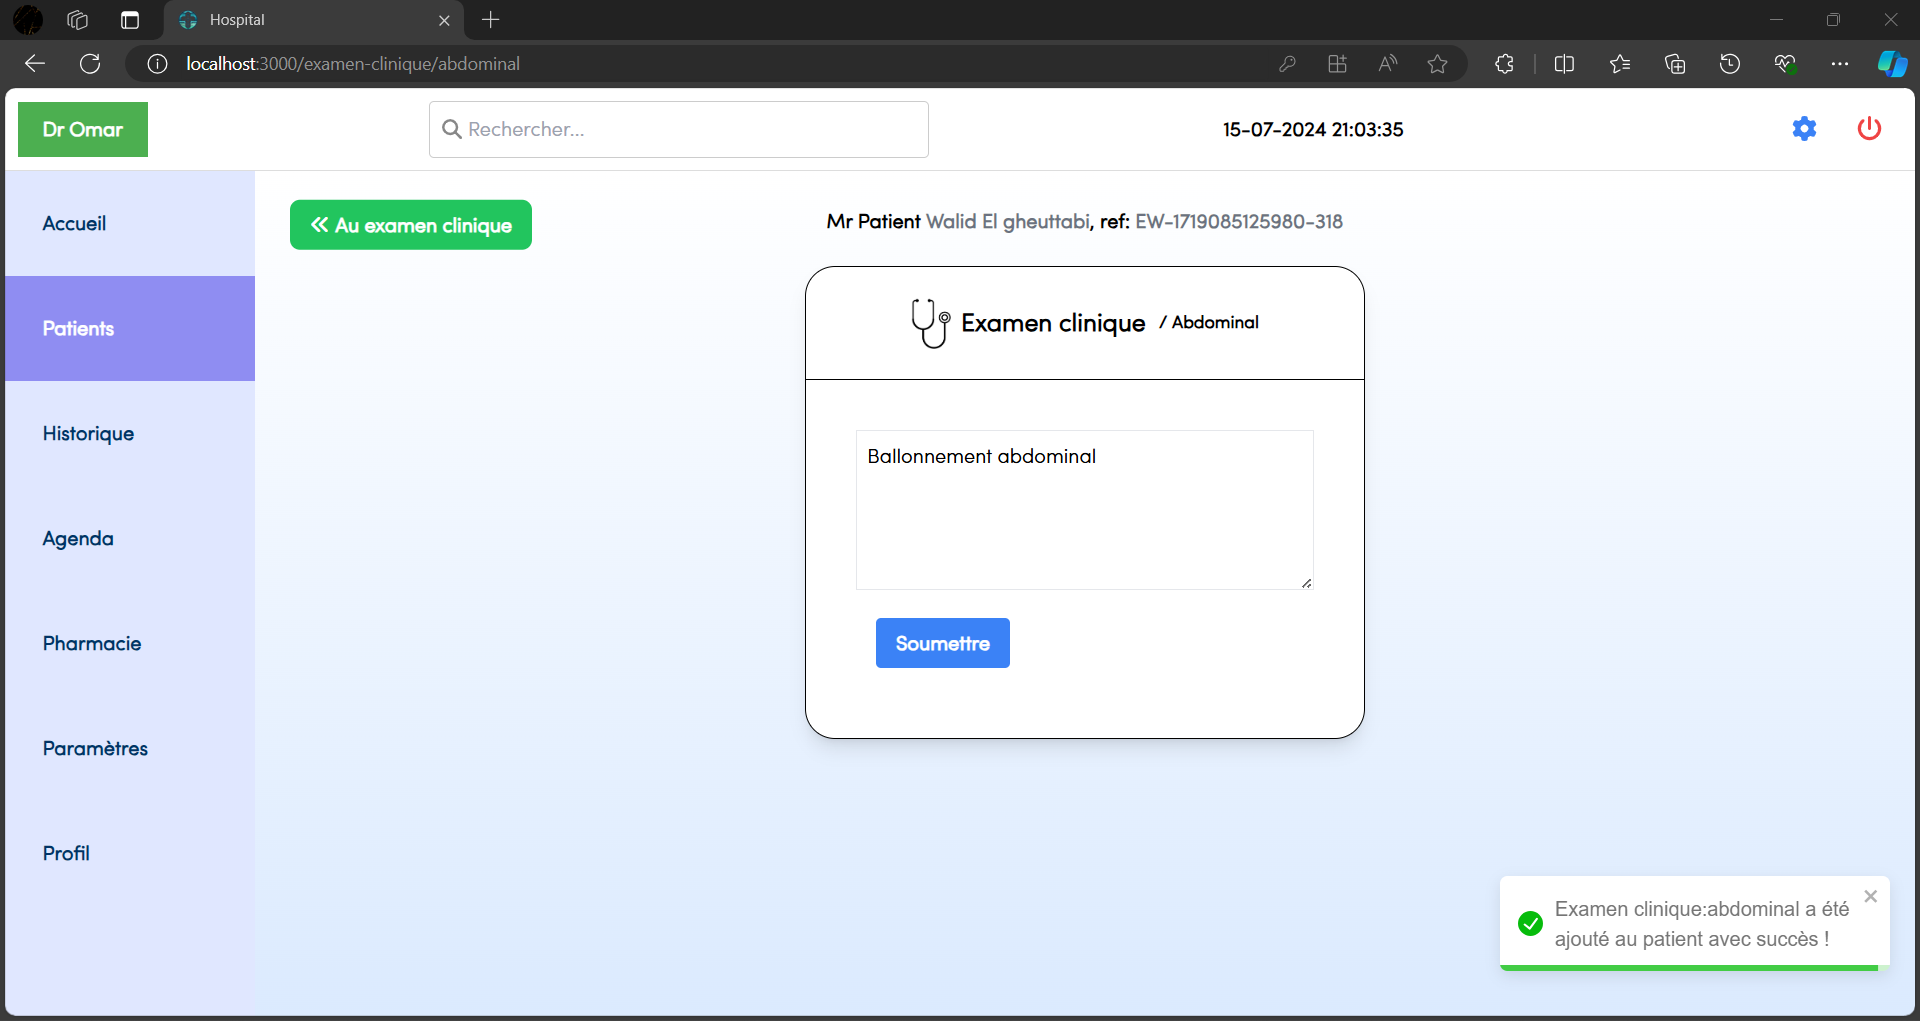 Hospital
localhost:3000/examen-clinique/abdominal
Dr Omar
Rechercher...
15-07-2024 21:03:35
Accueil
Patients
Historique
Agenda
Pharmacie
Paramètres
Profil
« Au examen clinique
Mr Patient Walid El gheuttabi, ref: EW-1719085125980-318
Examen clinique / Abdominal
Ballonnement abdominal
Soumettre
Examen clinique:abdominal a été
ajouté au patient avec succès !